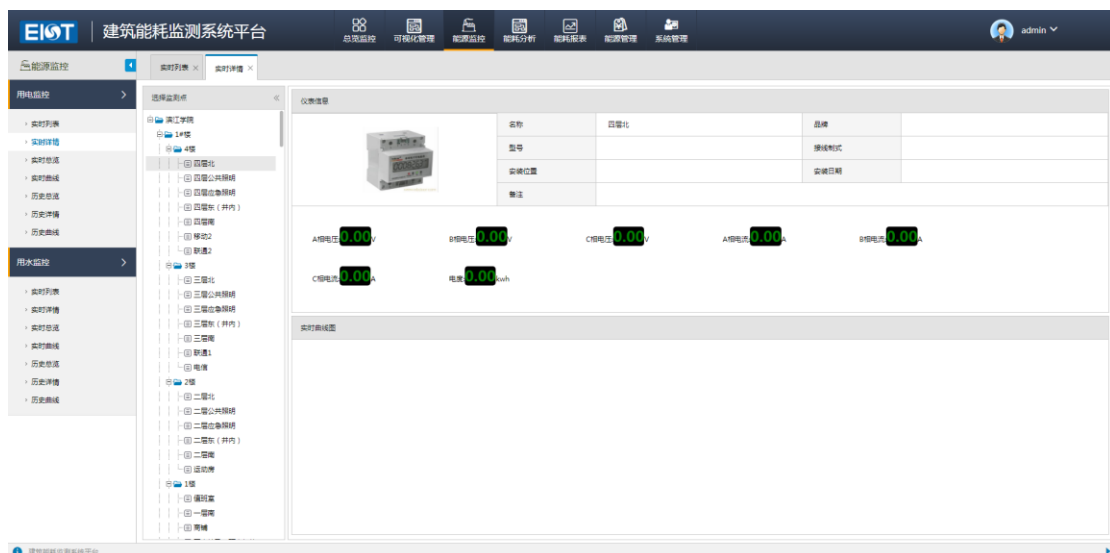 EIOT 建筑能耗监测系统平台
总览监控 可视化管理 能源监控 能耗分析 能耗报表 能源管理 系统管理
admin
能源监控
实时列表 × 实时详情 ×
用电监控
实时列表
实时详情
实时总览
实时曲线
历史总览
历史详情
历史曲线
用水监控
实时列表
实时详情
实时总览
实时曲线
历史总览
历史详情
历史曲线
选择监测点
滨江学院
1#楼
4楼
四层北
四层公共照明
四层应急照明
四层东(井内)
四层南
移动2
联通2
3楼
三层北
三层公共照明
三层应急照明
三层东(井内)
三层南
联通1
电信
2楼
二层北
二层公共照明
二层应急照明
二层东(井内)
二层南
运动房
1楼
值班室
一层南
商铺
仪表信息
名称 四层北 品牌
型号 接线制式
安装位置 安装日期
备注
A相电压:0.00V B相电压:0.00V C相电压:0.00V A相电流:0.00A B相电流:0.00A
C相电流:0.00A 电度:0.00kwh
实时曲线图
建筑能耗监测系统平台